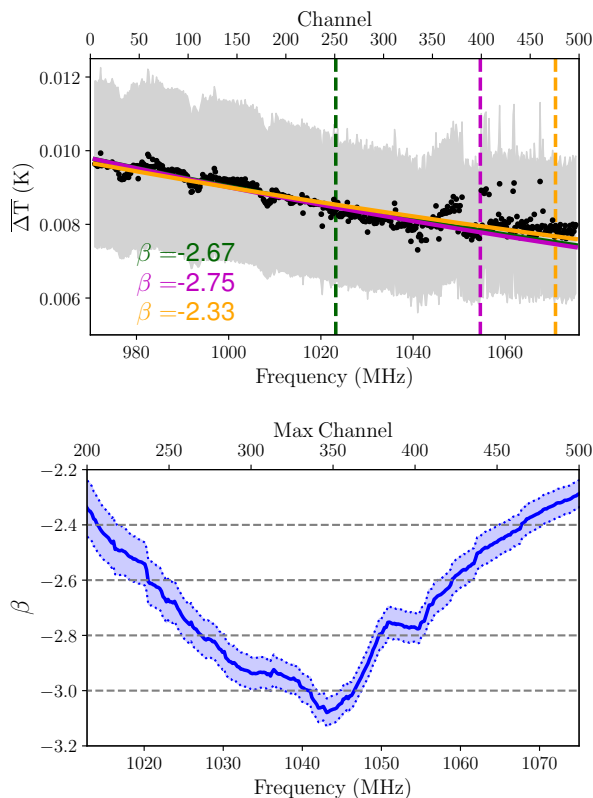 Channel
0 50 100 150 200 250 300 350 400 450 500
0.012
0.010
0.008
0.006
ΔT (K)
β =-2.67
β =-2.75
β =-2.33
980 1000 1020 1040 1060
Frequency (MHz)
Max Channel
200 250 300 350 400 450 500
−2.2
−2.4
−2.6
−2.8
−3.0
−3.2
β
1020 1030 1040 1050 1060 1070
Frequency (MHz)